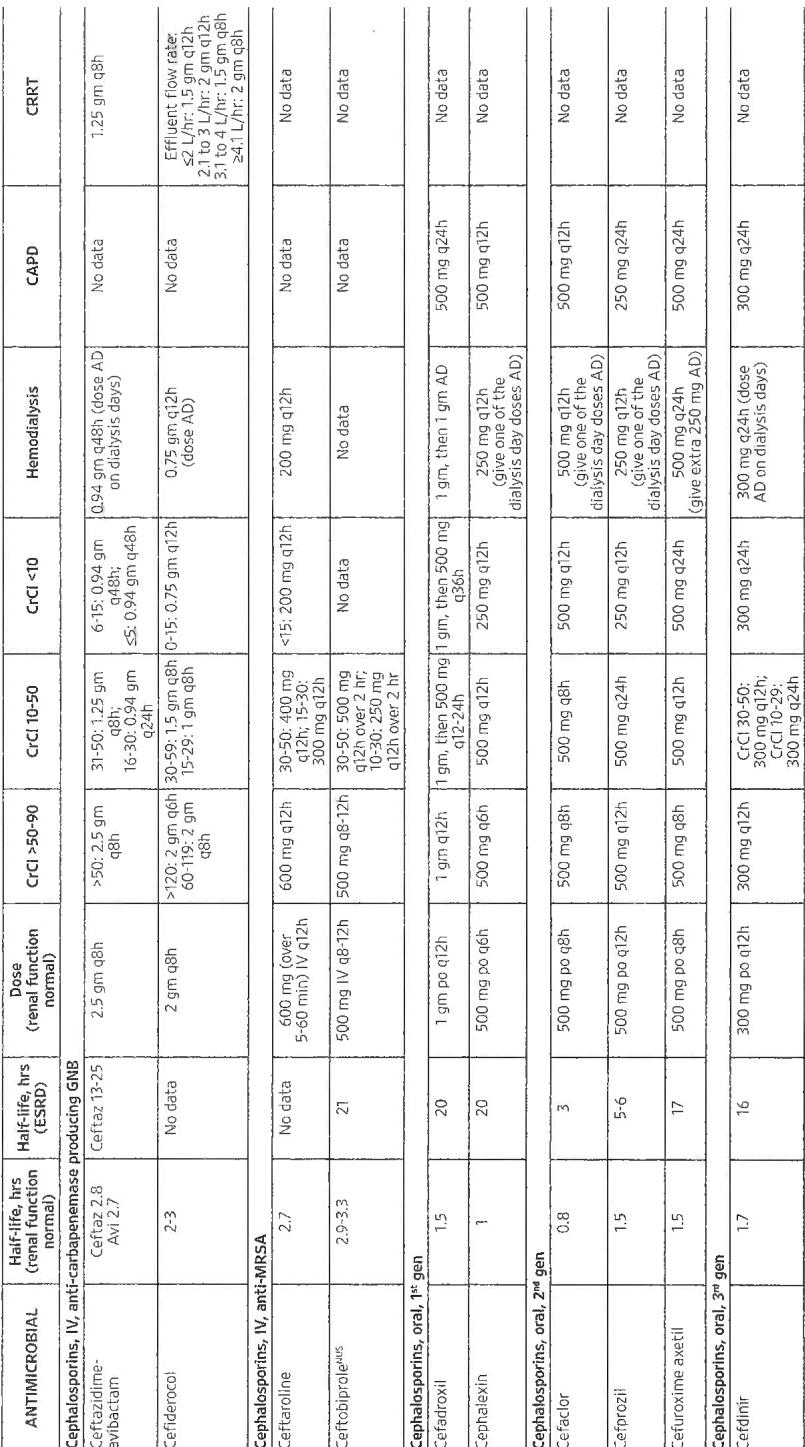 ANTIMICROBIAL
Half-life, hrs
(renal function
normal)
Half-life, hrs
(ESRD)
Dose
(renal function
normal)
CrCl >50-90
CrCl 10-50
CrCl <10
Hemodialysis
CAPD
CRRT
Cephalosporins, IV, anti-carbapenemase producing GNB
Ceftazidime-
avibactam
Ceftaz 2.8
Avi 2.7
Ceftaz 13-25
2.5 gm q8h
>50: 2.5 gm
q8h
31-50: 1.25 gm
q8h;
16-30: 0.94 gm
q24h
6-15: 0.94 gm
q48h;
≤5: 0.94 gm q48h
0.94 gm q48h (dose AD
on dialysis days)
No data
1.25 gm q8h
Cefiderocol
2-3
No data
2 gm q8h
>120: 2 gm q6h
60-119: 2 gm
q8h
30-59: 1.5 gm q8h
15-29: 1 gm q8h
0-15: 0.75 gm q12h
0.75 gm q12h
(dose AD)
No data
Effluent flow rate:
≤2 L/hr: 1.5 gm q12h
2.1 to 3 L/hr: 2 gm q12h
3.1 to 4 L/hr: 1.5 gm q8h
≥4.1 L/hr: 2 gm q8h
Cephalosporins, IV, anti-MRSA
Ceftaroline
2.7
No data
600 mg (over
5-60 min) IV q12h
600 mg q12h
30-50: 400 mg
q12h; 15-30:
300 mg q12h
<15: 200 mg q12h
200 mg q12h
No data
No data
Ceftobiprole^NUS
2.9-3.3
21
500 mg IV q8-12h
500 mg q8-12h
30-50: 500 mg
q12h over 2 hr;
10-30: 250 mg
q12h over 2 hr
No data
No data
No data
No data
Cephalosporins, oral, 1st gen
Cefadroxil
1.5
20
1 gm po q12h
1 gm q12h
1 gm, then 500 mg
q12-24h
1 gm, then 500 mg
q36h
1 gm, then 1 gm AD
500 mg q24h
No data
Cephalexin
1
20
500 mg po q6h
500 mg q6h
500 mg q12h
250 mg q12h
250 mg q12h
(give one of the
dialysis day doses AD)
500 mg q12h
No data
Cephalosporins, oral, 2nd gen
Cefaclor
0.8
3
500 mg po q8h
500 mg q8h
500 mg q8h
500 mg q12h
500 mg q12h
(give one of the
dialysis day doses AD)
500 mg q12h
No data
Cefprozil
1.5
5-6
500 mg po q12h
500 mg q12h
500 mg q24h
250 mg q12h
250 mg q12h
(give one of the
dialysis day doses AD)
250 mg q24h
No data
Cefuroxime axetil
1.5
17
500 mg po q8h
500 mg q8h
500 mg q12h
500 mg q24h
500 mg q24h
(give extra 250 mg AD)
500 mg q24h
No data
Cephalosporins, oral, 3rd gen
Cefdinir
1.7
16
300 mg po q12h
300 mg q12h
CrCl 30-50:
300 mg q12h;
CrCl 10-29:
300 mg q24h
300 mg q24h
300 mg q24h (dose
AD on dialysis days)
300 mg q24h
No data